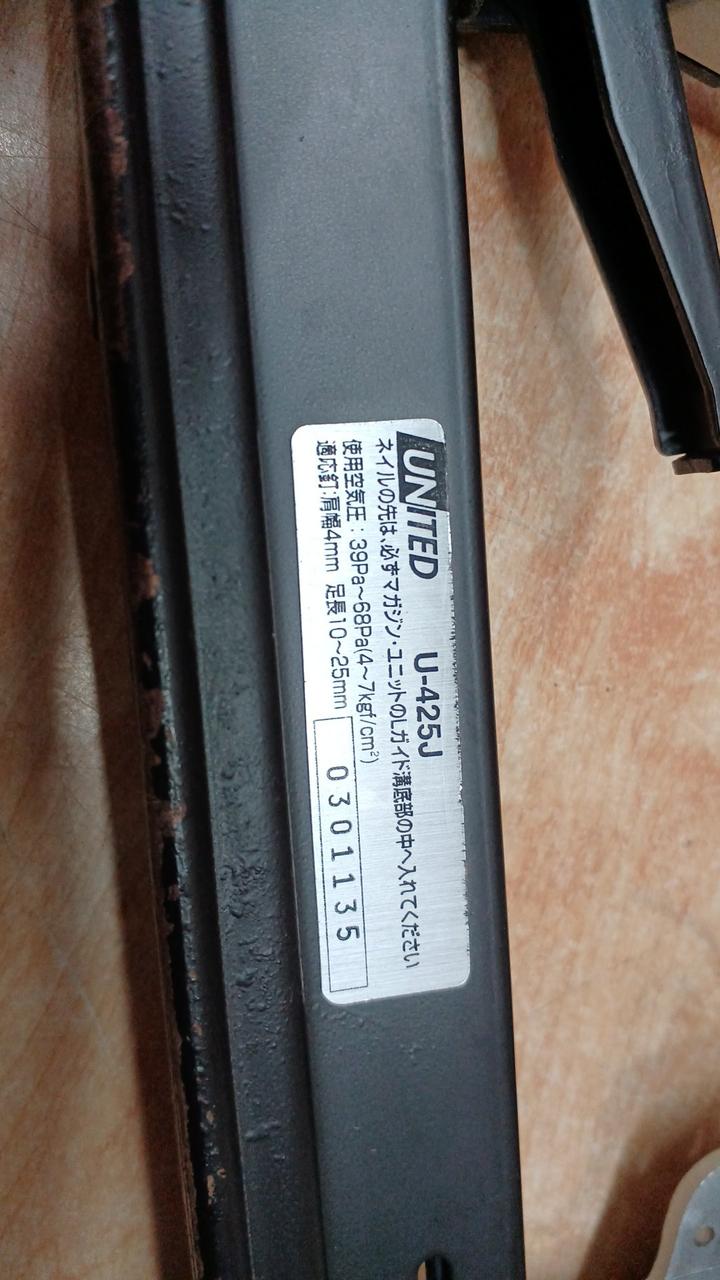 UNITED U-425J
ネイルの先は、必ずマガジン・ユニットのLガイド溝底部の中へ入れてください
使用空気圧：39Pa～68Pa(4～7kgf/cm²)
適応釘:肩幅4mm 足長10～25mm 0301135